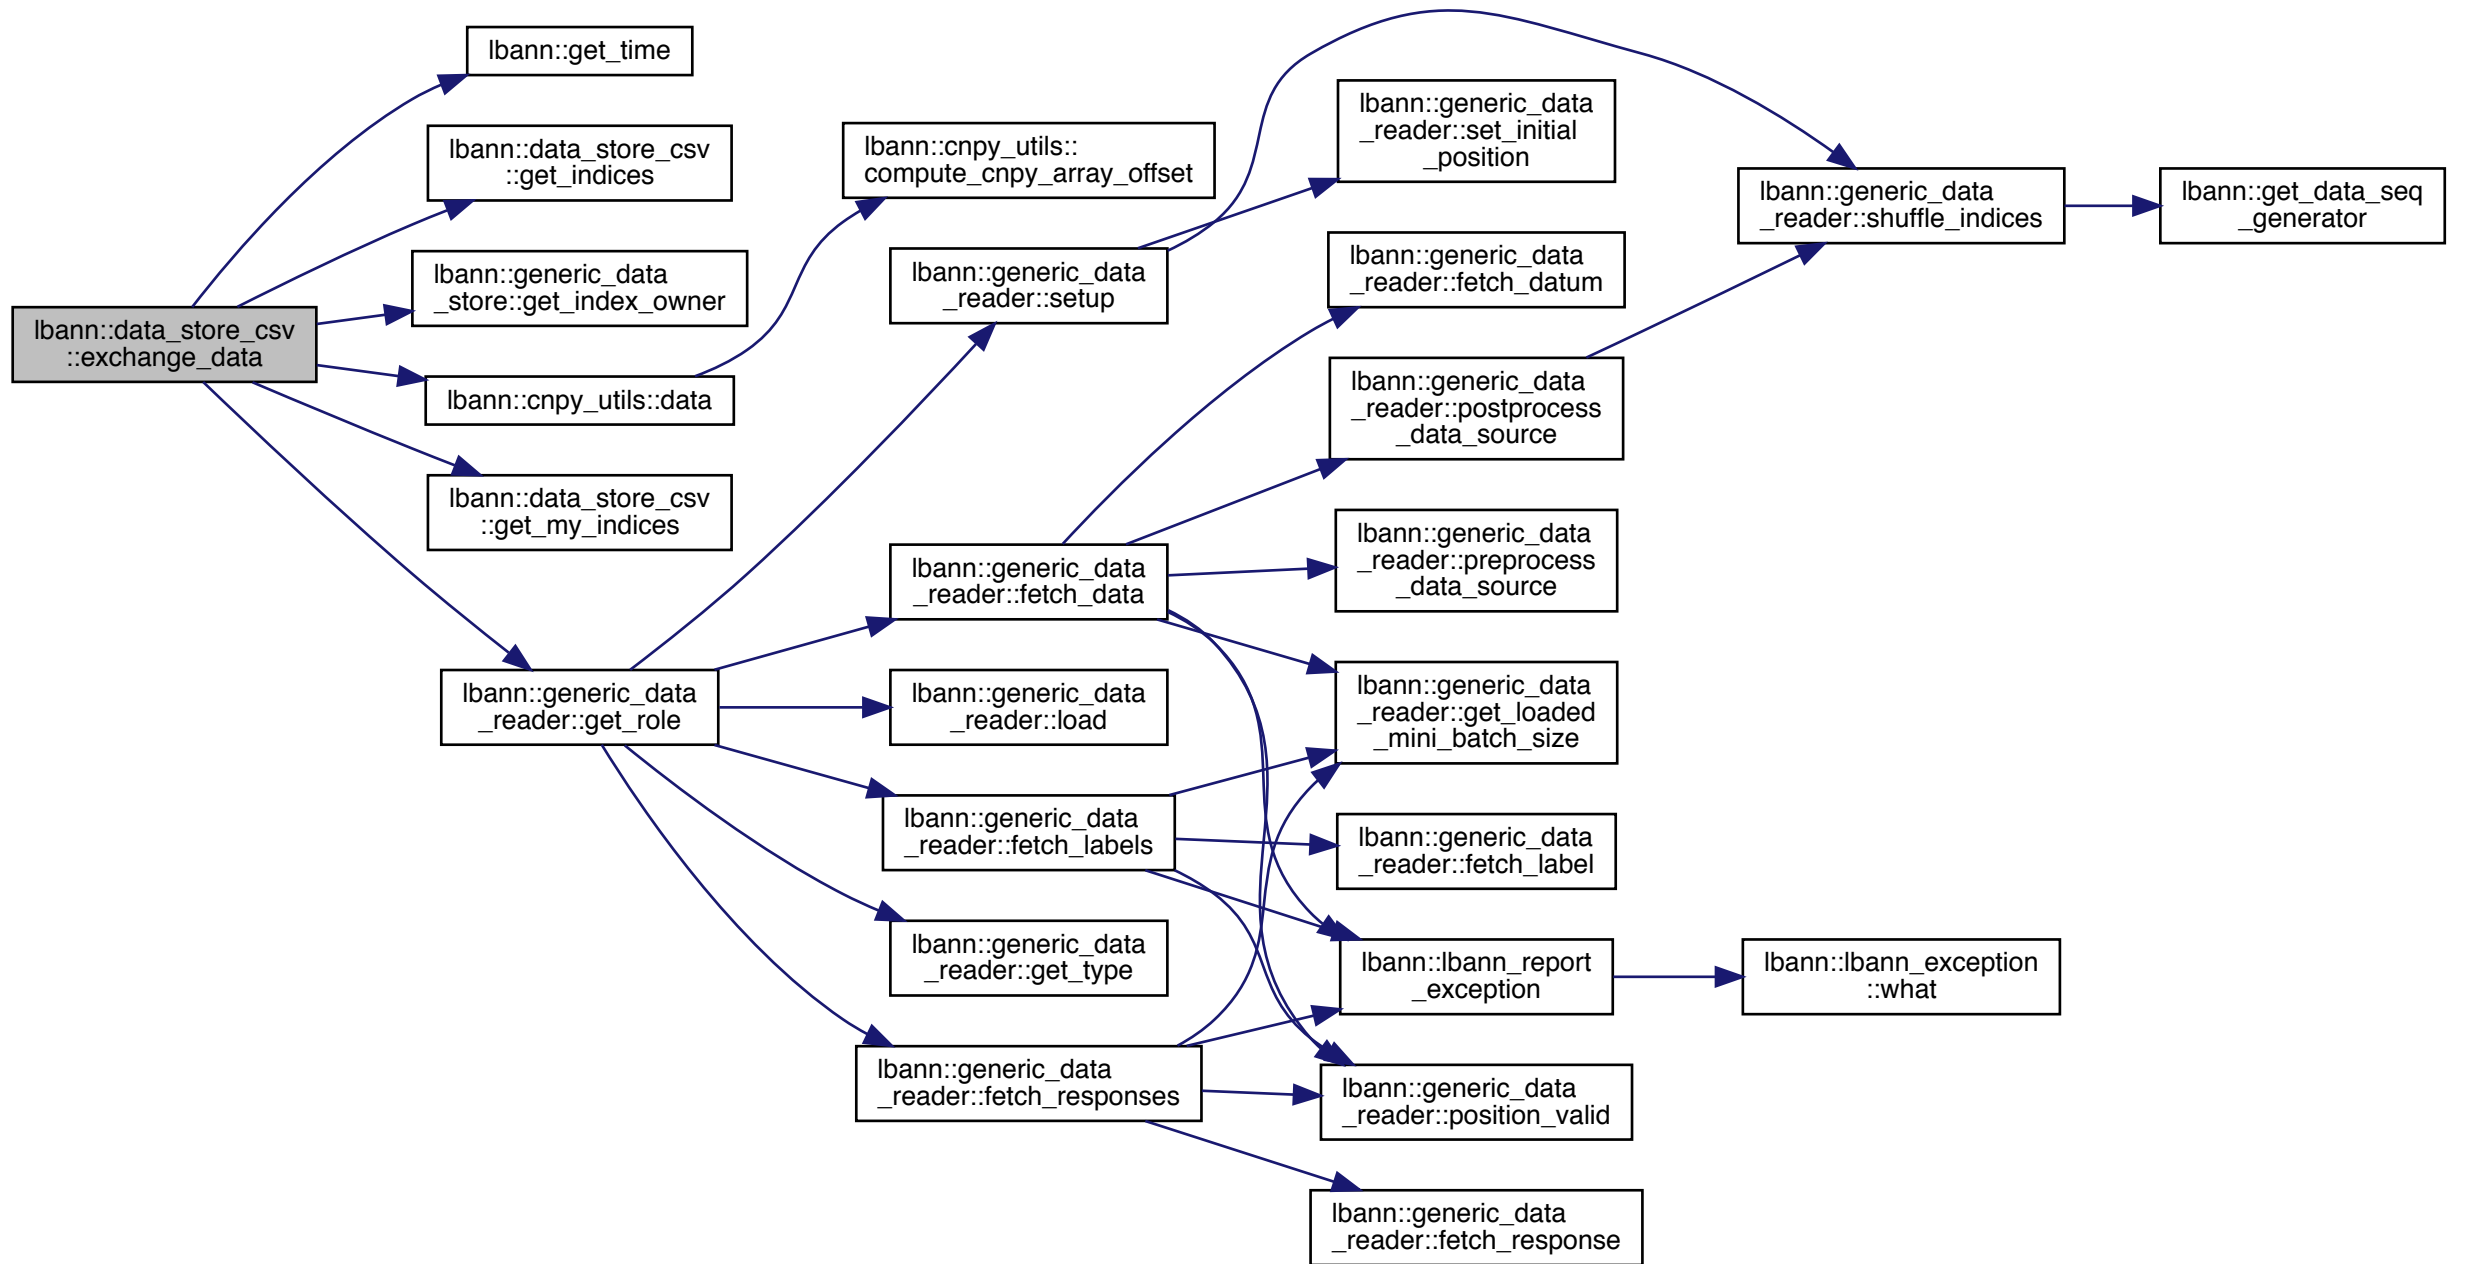 lbann::data_store_csv
::exchange_data
lbann::get_time
lbann::data_store_csv
::get_indices
lbann::generic_data
_store::get_index_owner
lbann::cnpy_utils::data
lbann::data_store_csv
::get_my_indices
lbann::generic_data
_reader::get_role
lbann::cnpy_utils::
compute_cnpy_array_offset
lbann::generic_data
_reader::setup
lbann::generic_data
_reader::fetch_data
lbann::generic_data
_reader::load
lbann::generic_data
_reader::fetch_labels
lbann::generic_data
_reader::get_type
lbann::generic_data
_reader::fetch_responses
lbann::generic_data
_reader::set_initial
_position
lbann::generic_data
_reader::fetch_datum
lbann::generic_data
_reader::postprocess
_data_source
lbann::generic_data
_reader::preprocess
_data_source
lbann::generic_data
_reader::get_loaded
_mini_batch_size
lbann::generic_data
_reader::fetch_label
lbann::lbann_report
_exception
lbann::generic_data
_reader::position_valid
lbann::generic_data
_reader::fetch_response
lbann::generic_data
_reader::shuffle_indices
lbann::lbann_exception
::what
lbann::get_data_seq
_generator